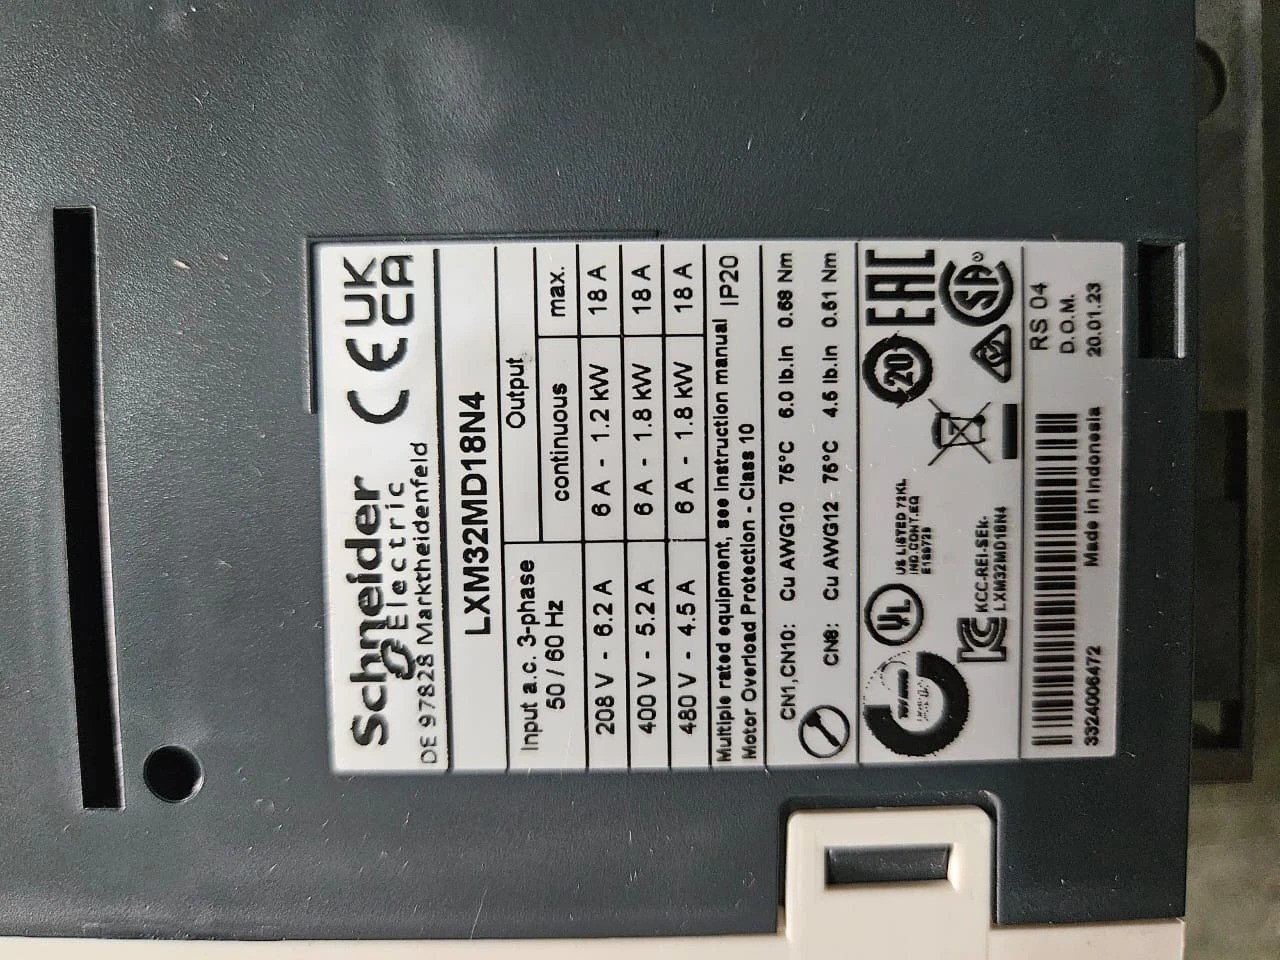 Schneider
Electric
CE UK CA
DE 97828 Marktheidenfeld
LXM32MD18N4
Input a.c. 3-phase
50 / 60 Hz
Output
continuous
max.
208 V - 6.2 A
6 A - 1.2 kW
18 A
400 V - 5.2 A
6 A - 1.8 kW
18 A
480 V - 4.5 A
6 A - 1.8 kW
18 A
Multiple rated equipment, see instruction manual
IP20
Motor Overload Protection - Class 10
CN1,CN10: Cu AWG10 75°C 6.0 lb.in 0.68 Nm
CN8: Cu AWG12 75°C 4.5 lb.in 0.51 Nm
UL
US LISTED 72KL
IND.CONT.EQ
E189728
20
EAC
SA
KC
KCC-REI-SEk-
LXM32MD18N4
RS 04
D.O.M.
20.01.23
3324006472
Made in Indonesia